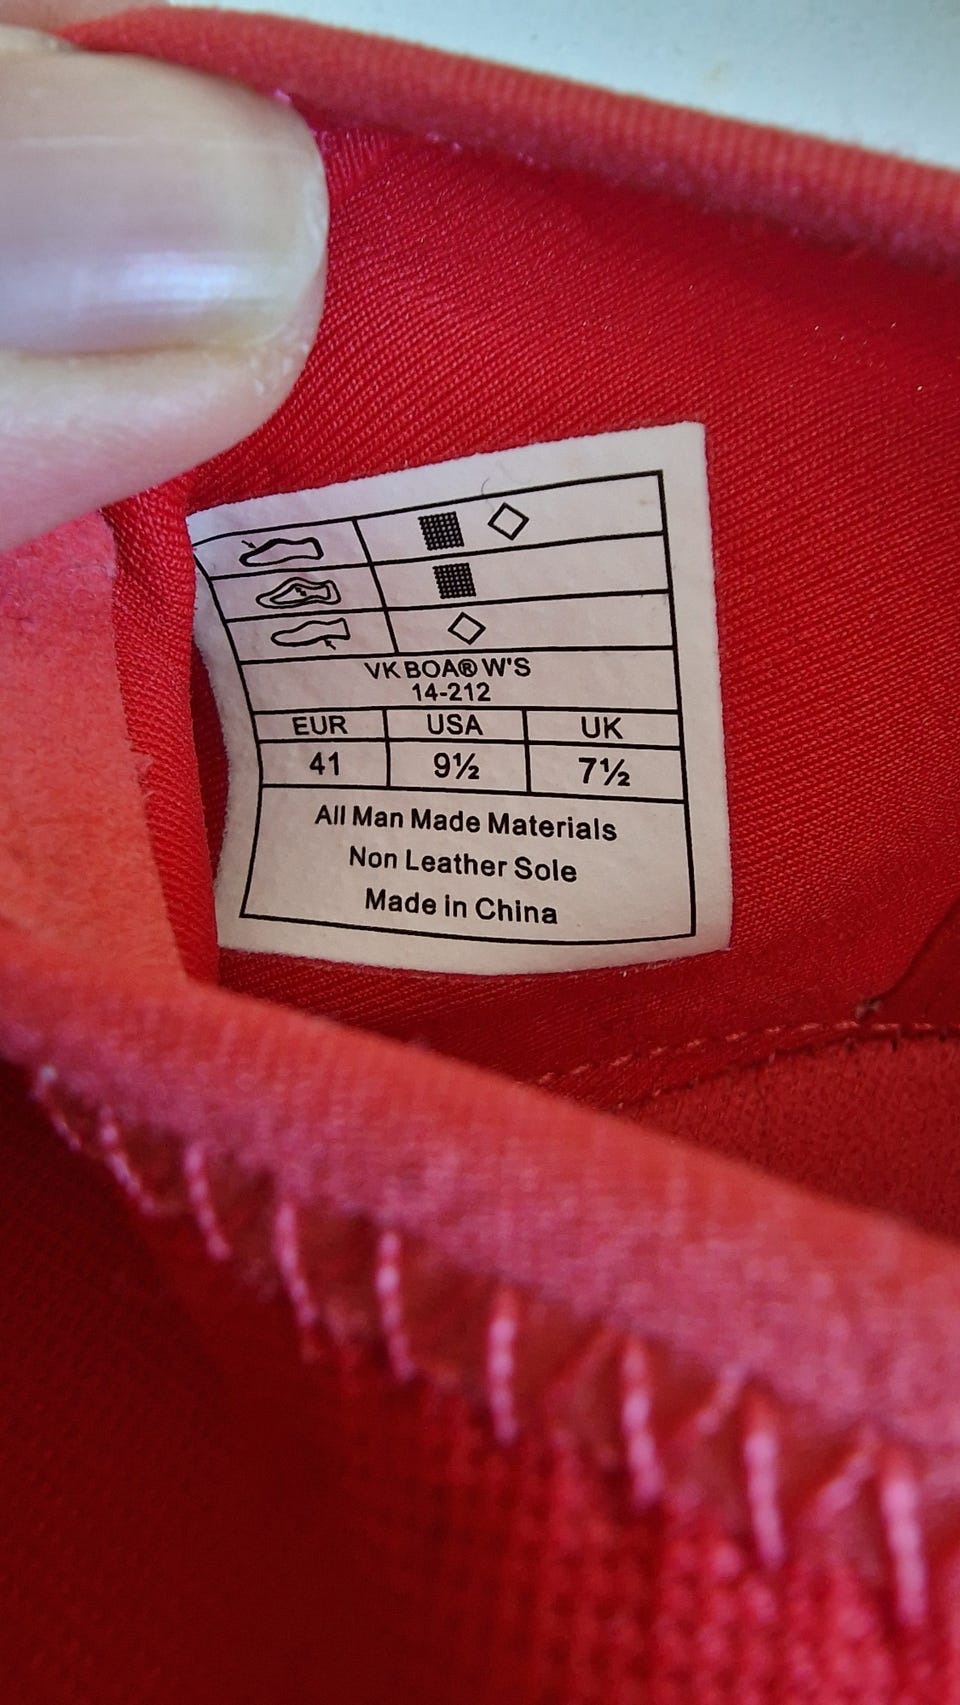 VK BOA® W'S
14-212
EUR USA UK
41 9½ 7½
All Man Made Materials
Non Leather Sole
Made in China